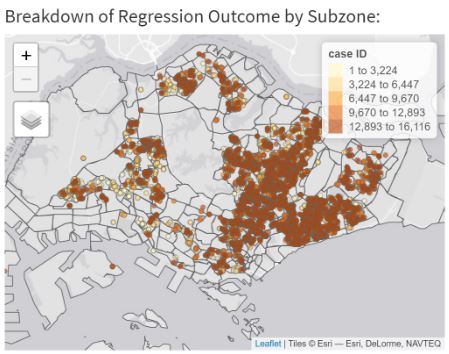 Breakdown of Regression Outcome by Subzone:
+
−
case ID
1 to 3,224
3,224 to 6,447
6,447 to 9,670
9,670 to 12,893
12,893 to 16,116
Leaflet | Tiles © Esri — Esri, DeLorme, NAVTEQ